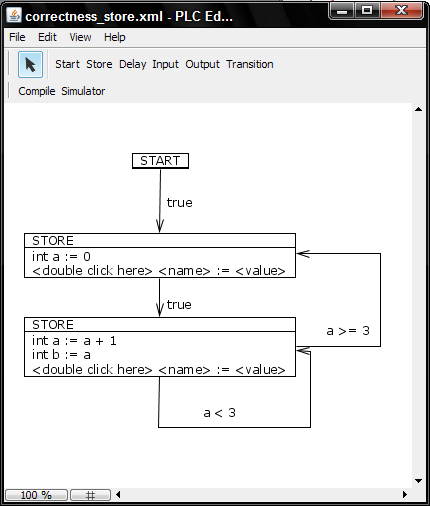 correctness_store.xml - PLC Ed...
File Edit View Help
Start Store Delay Input Output Transition
Compile Simulator
START
true
STORE
int a := 0
<double click here> <name> := <value>
true
STORE
int a := a + 1
int b := a
<double click here> <name> := <value>
a >= 3
a < 3
100 %